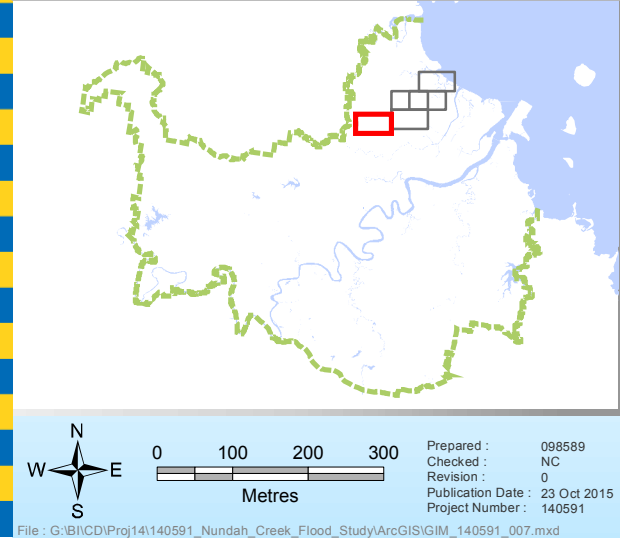 N
W E
S
0 100 200 300
Metres
Prepared : 098589
Checked : NC
Revision : 0
Publication Date : 23 Oct 2015
Project Number : 140591
File : G:\BI\CD\Proj14\140591_Nundah_Creek_Flood_Study\ArcGIS\GIM_140591_007.mxd